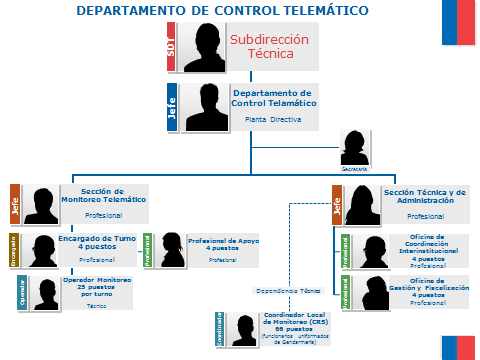 DEPARTAMENTO DE CONTROL TELEMÁTICO
SDT
Subdirección
Técnica
Jefe
Departamento de
Control Telamático
Planta Directiva
Secretaria
Jefe
Sección de
Monitoreo Telemático
Profesional
Jefe
Sección Técnica y de
Administración
Profesional
Encargado
Encargado de Turno
4 puestos
Profesional
Profesional
Profesional de Apoyo
4 puestos
Profesional
Profesional
Oficina de
Coordinación
Interinstitucional
4 puestos
Profesional
Operador
Operador Monitoreo
25 puestos
por turno
Técnico
Profesional
Oficina de
Gestión y Fiscalización
4 puestos
Profesional
Dependencia Técnica
Coordinador
Coordinador Local
de Monitoreo (CRS)
66 puestos
(funcionarios uniformados
de Gendarmería)